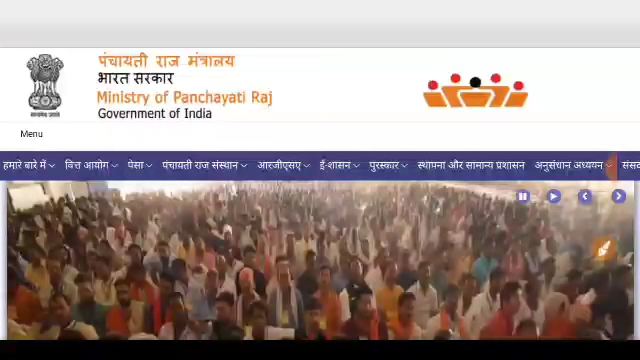 पंचायती राज मंत्रालय
भारत सरकार
Ministry of Panchayati Raj
Government of India
Menu
हमारे बारे में वित्त आयोग पेसा पंचायती राज संस्थान आरजीएसए ई-शासन पुरस्कार स्थापना और सामान्य प्रशासन अनुसंधान अध्ययन